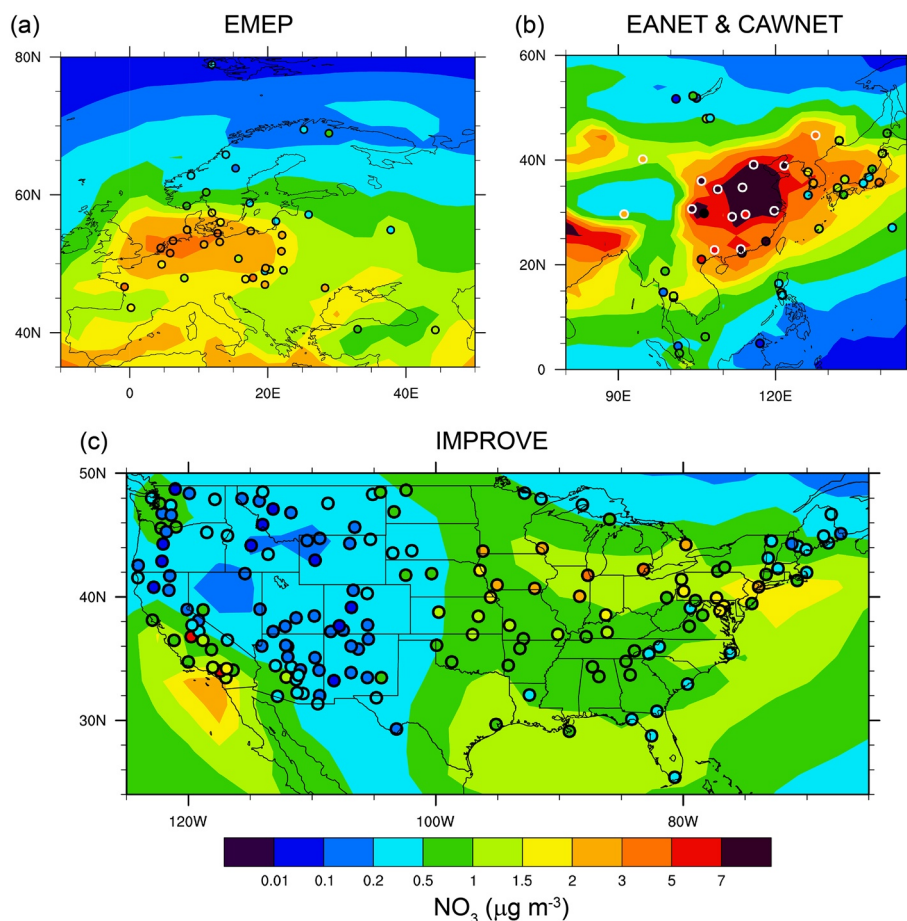 (a) EMEP
80N
60N
40N
0 20E 40E
(b) EANET & CAWNET
60N
40N
20N
0
90E 120E
(c) IMPROVE
50N
40N
30N
120W 100W 80W
0.01 0.1 0.2 0.5 1 1.5 2 3 5 7
NO₃ (μg m⁻³)